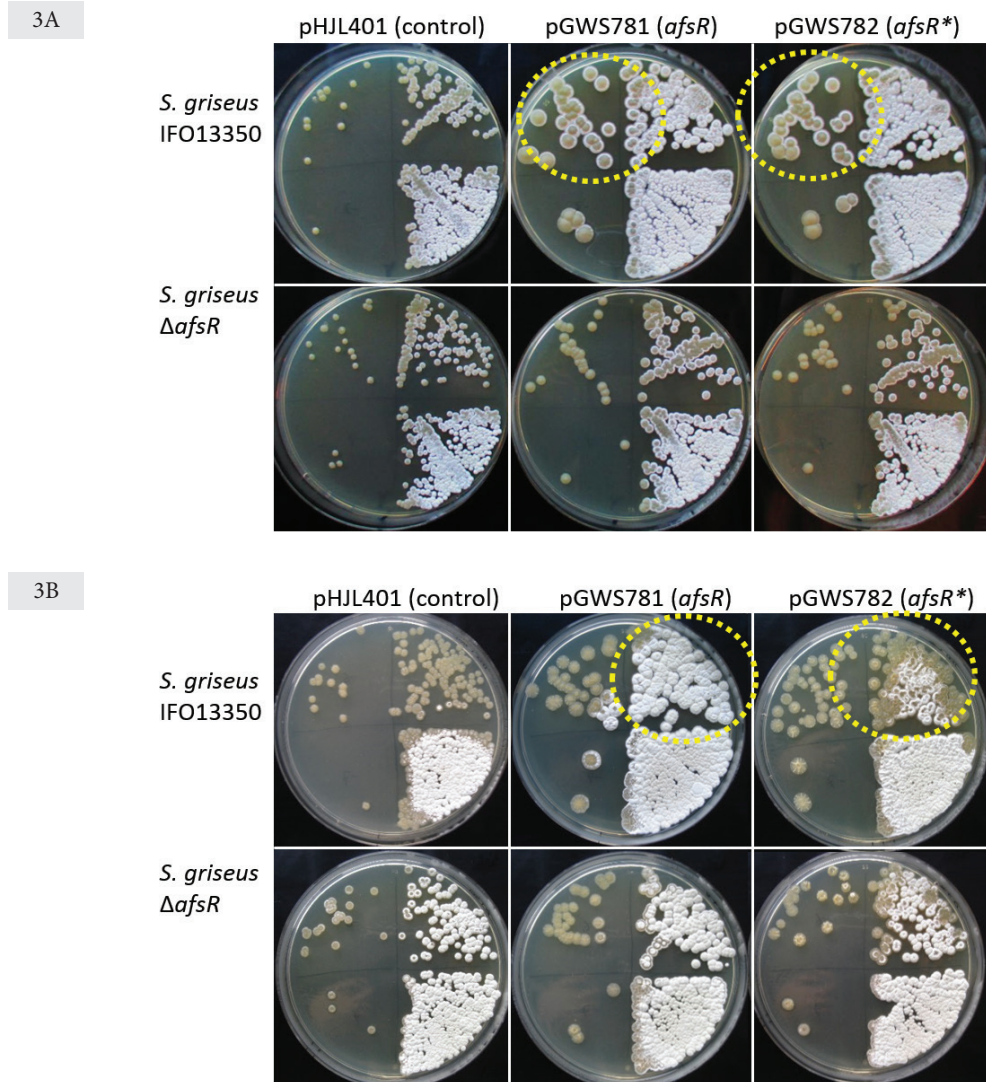 3A
pHJL401 (control) pGWS781 (afsR) pGWS782 (afsR*)
S. griseus
IFO13350
S. griseus
ΔafsR
3B
pHJL401 (control) pGWS781 (afsR) pGWS782 (afsR*)
S. griseus
IFO13350
S. griseus
ΔafsR